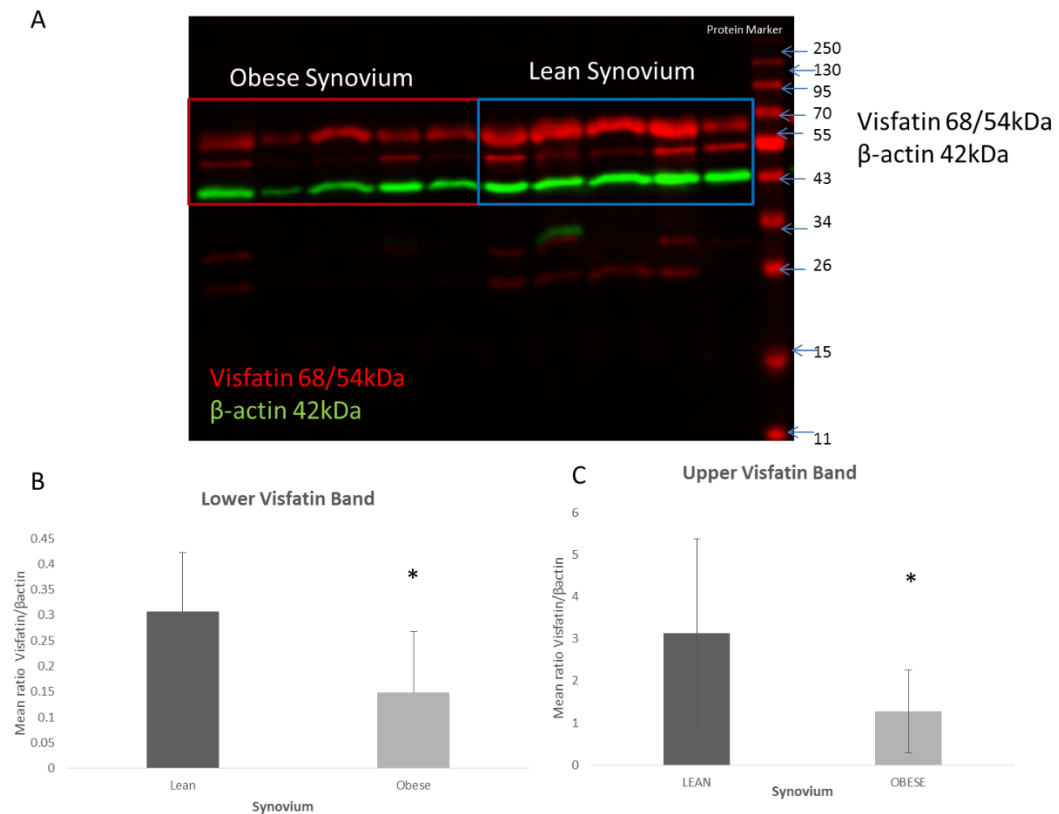 A
Protein Marker
Obese Synovium
Lean Synovium
250
130
95
70
55
43
34
26
15
11
Visfatin 68/54kDa
β-actin 42kDa
Visfatin 68/54kDa
β-actin 42kDa
B
Lower Visfatin Band
Mean ratio Visfatin/βactin
0.45
0.4
0.35
0.3
0.25
0.2
0.15
0.1
0.05
0
*
Lean
Obese
Synovium
C
Upper Visfatin Band
Mean ratio Visfatin/βactin
6
5
4
3
2
1
0
*
LEAN
OBESE
Synovium